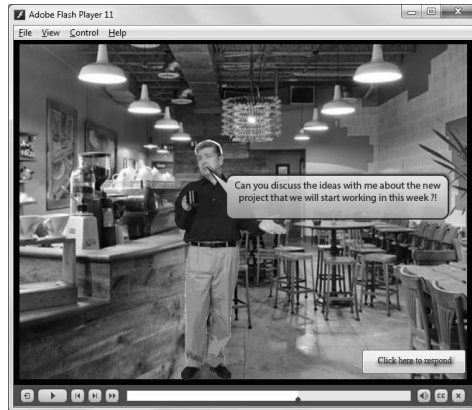 Adobe Flash Player 11
File View Control Help
Can you discuss the ideas with me about the new
project that we will start working in this week ?!
Click here to respond
CC